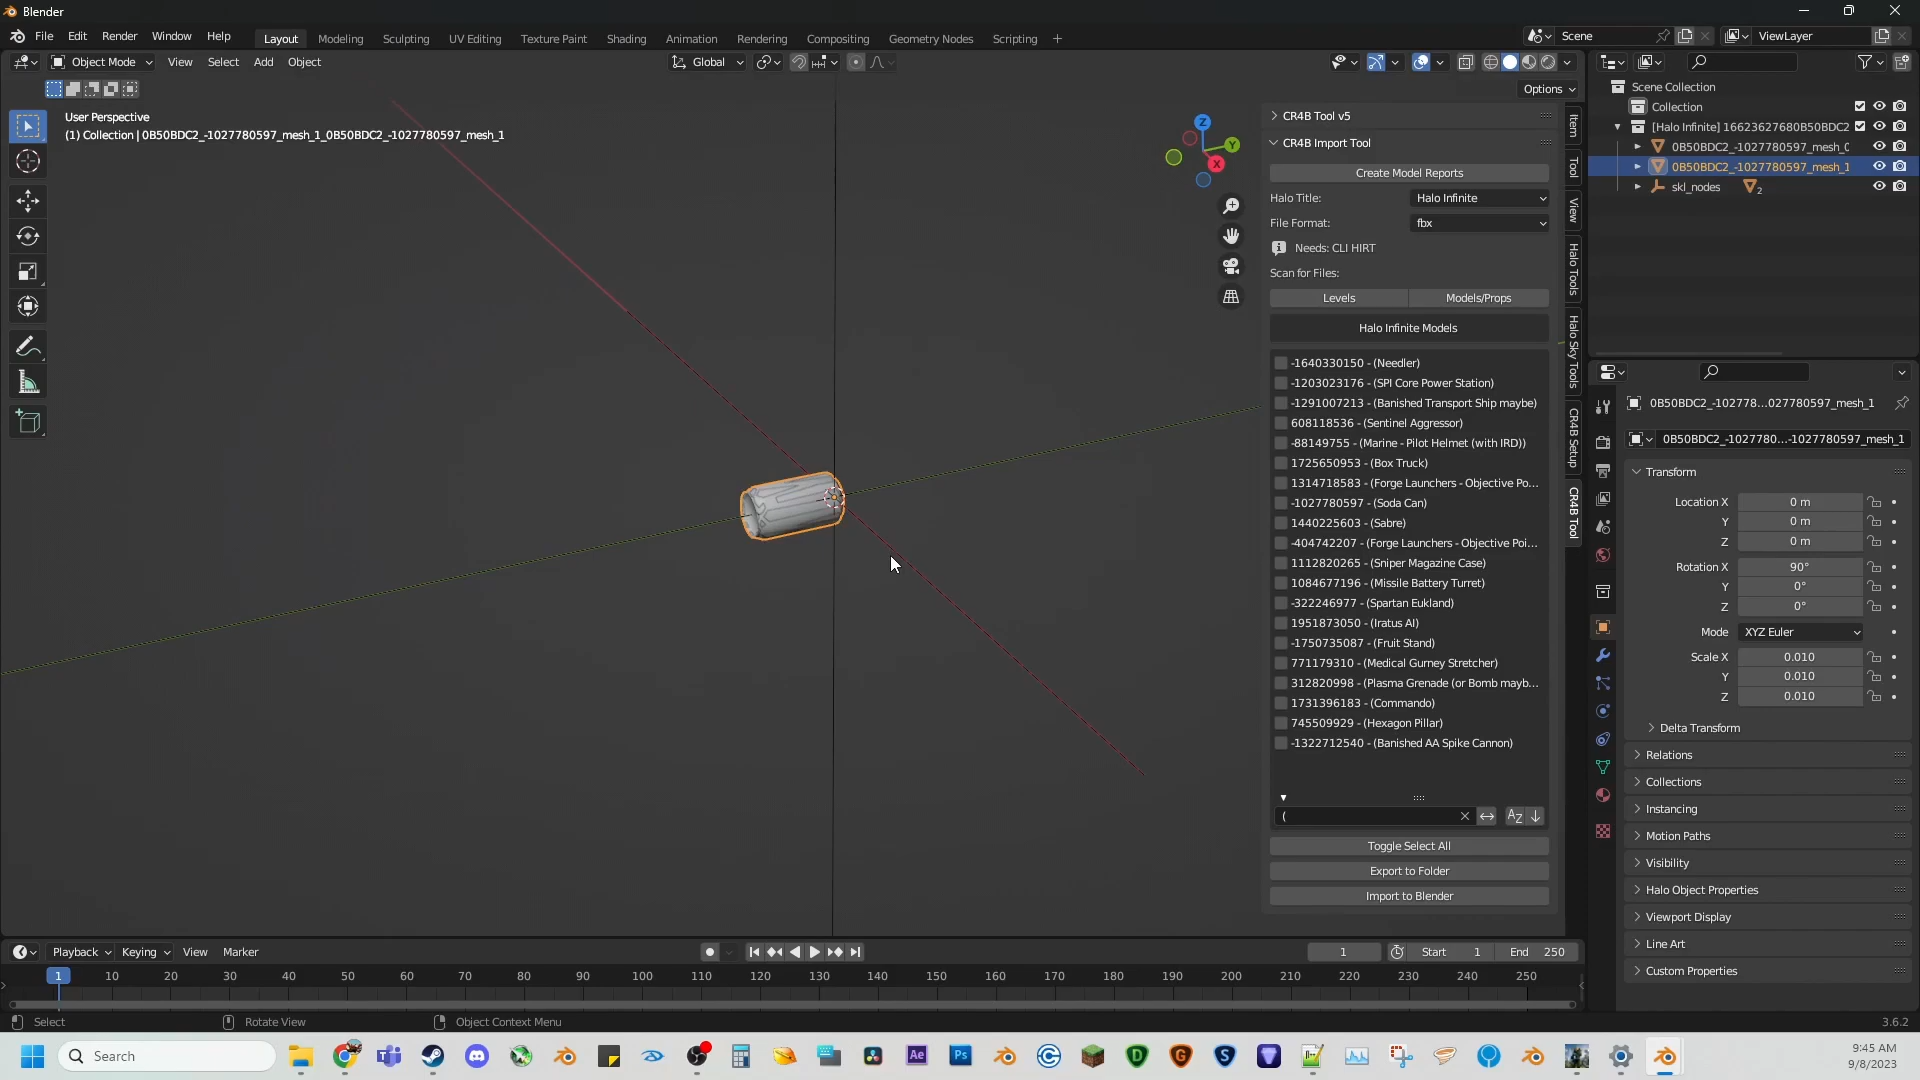 Blender
File Edit Render Window Help Layout Modeling Sculpting UV Editing Texture Paint Shading Animation Rendering Compositing Geometry Nodes Scripting + Scene ViewLayer
Object Mode View Select Add Object Global
Options
User Perspective
(1) Collection | 0B50BDC2_-1027780597_mesh_1_0B50BDC2_-1027780597_mesh_1
Z
Y
X
CR4B Tool v5
CR4B Import Tool
Create Model Reports
Halo Title: Halo Infinite
File Format: fbx
Needs: CLI HIRT
Scan for Files:
Levels Models/Props
Halo Infinite Models
-1640330150 - (Needler)
-1203023176 - (SPI Core Power Station)
-1291007213 - (Banished Transport Ship maybe)
608118536 - (Sentinel Aggressor)
-88149755 - (Marine - Pilot Helmet (with IRD))
1725650953 - (Box Truck)
1314718583 - (Forge Launchers - Objective Po...
-1027780597 - (Soda Can)
1440225603 - (Sabre)
-404742207 - (Forge Launchers - Objective Poi...
1112820265 - (Sniper Magazine Case)
1084677196 - (Missile Battery Turret)
-322246977 - (Spartan Eukland)
1951873050 - (Iratus AI)
-1750735087 - (Fruit Stand)
771179310 - (Medical Gurney Stretcher)
312820998 - (Plasma Grenade (or Bomb mayb...
1731396183 - (Commando)
745509929 - (Hexagon Pillar)
-1322712540 - (Banished AA Spike Cannon)
(
Toggle Select All
Export to Folder
Import to Blender
Item
Tool
View
Halo Tools
Halo Sky Tools
CR4B Setup
CR4B Tool
Scene Collection
Collection
[Halo Infinite] 16623627680B50BDC2
0B50BDC2_-1027780597_mesh_0
0B50BDC2_-1027780597_mesh_1
skl_nodes 2
0B50BDC2_-102778...027780597_mesh_1
0B50BDC2_-1027780...-1027780597_mesh_1
Transform
Location X 0 m
Y 0 m
Z 0 m
Rotation X 90°
Y 0°
Z 0°
Mode XYZ Euler
Scale X 0.010
Y 0.010
Z 0.010
Delta Transform
Relations
Collections
Instancing
Motion Paths
Visibility
Halo Object Properties
Viewport Display
Line Art
Custom Properties
Playback Keying View Marker 1 Start 1 End 250
1 10 20 30 40 50 60 70 80 90 100 110 120 130 140 150 160 170 180 190 200 210 220 230 240 250
Select Rotate View Object Context Menu 3.6.2
Search
Ae
Ps
D
G
S
9:45 AM
9/8/2023